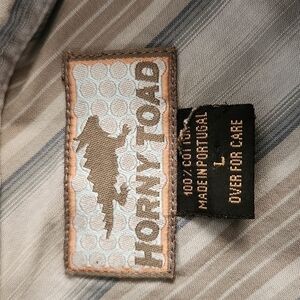 HORNY TOAD
100% COTTON
MADE IN PORTUGAL
L
OVER FOR CARE